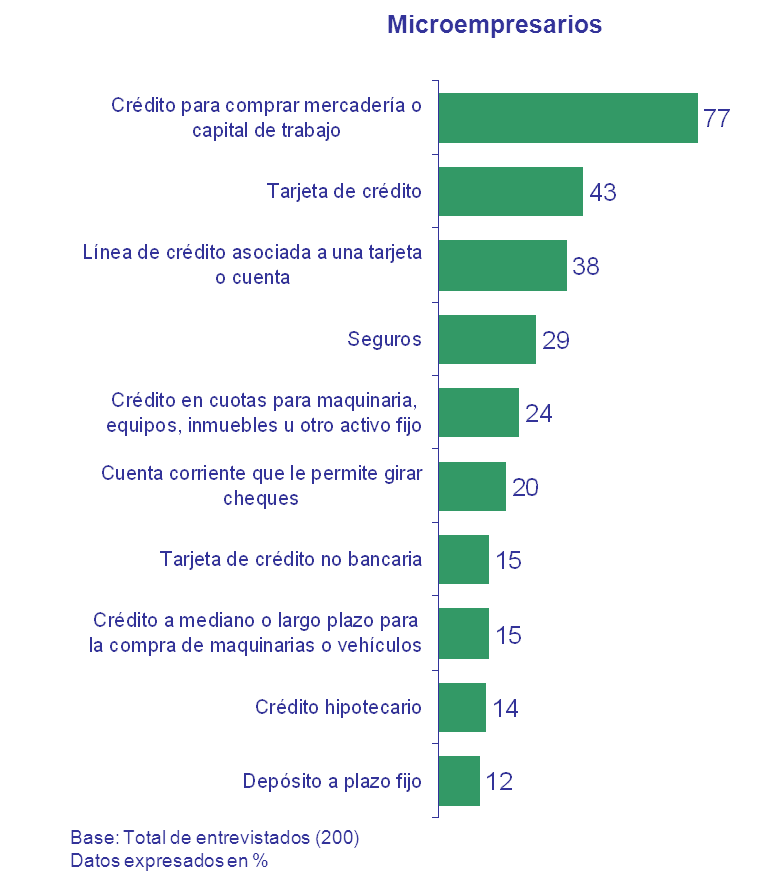 Microempresarios
Crédito para comprar mercadería o
capital de trabajo
77
Tarjeta de crédito
43
Línea de crédito asociada a una tarjeta
o cuenta
38
Seguros
29
Crédito en cuotas para maquinaria,
equipos, inmuebles u otro activo fijo
24
Cuenta corriente que le permite girar
cheques
20
Tarjeta de crédito no bancaria
15
Crédito a mediano o largo plazo para
la compra de maquinarias o vehículos
15
Crédito hipotecario
14
Depósito a plazo fijo
12
Base: Total de entrevistados (200)
Datos expresados en %